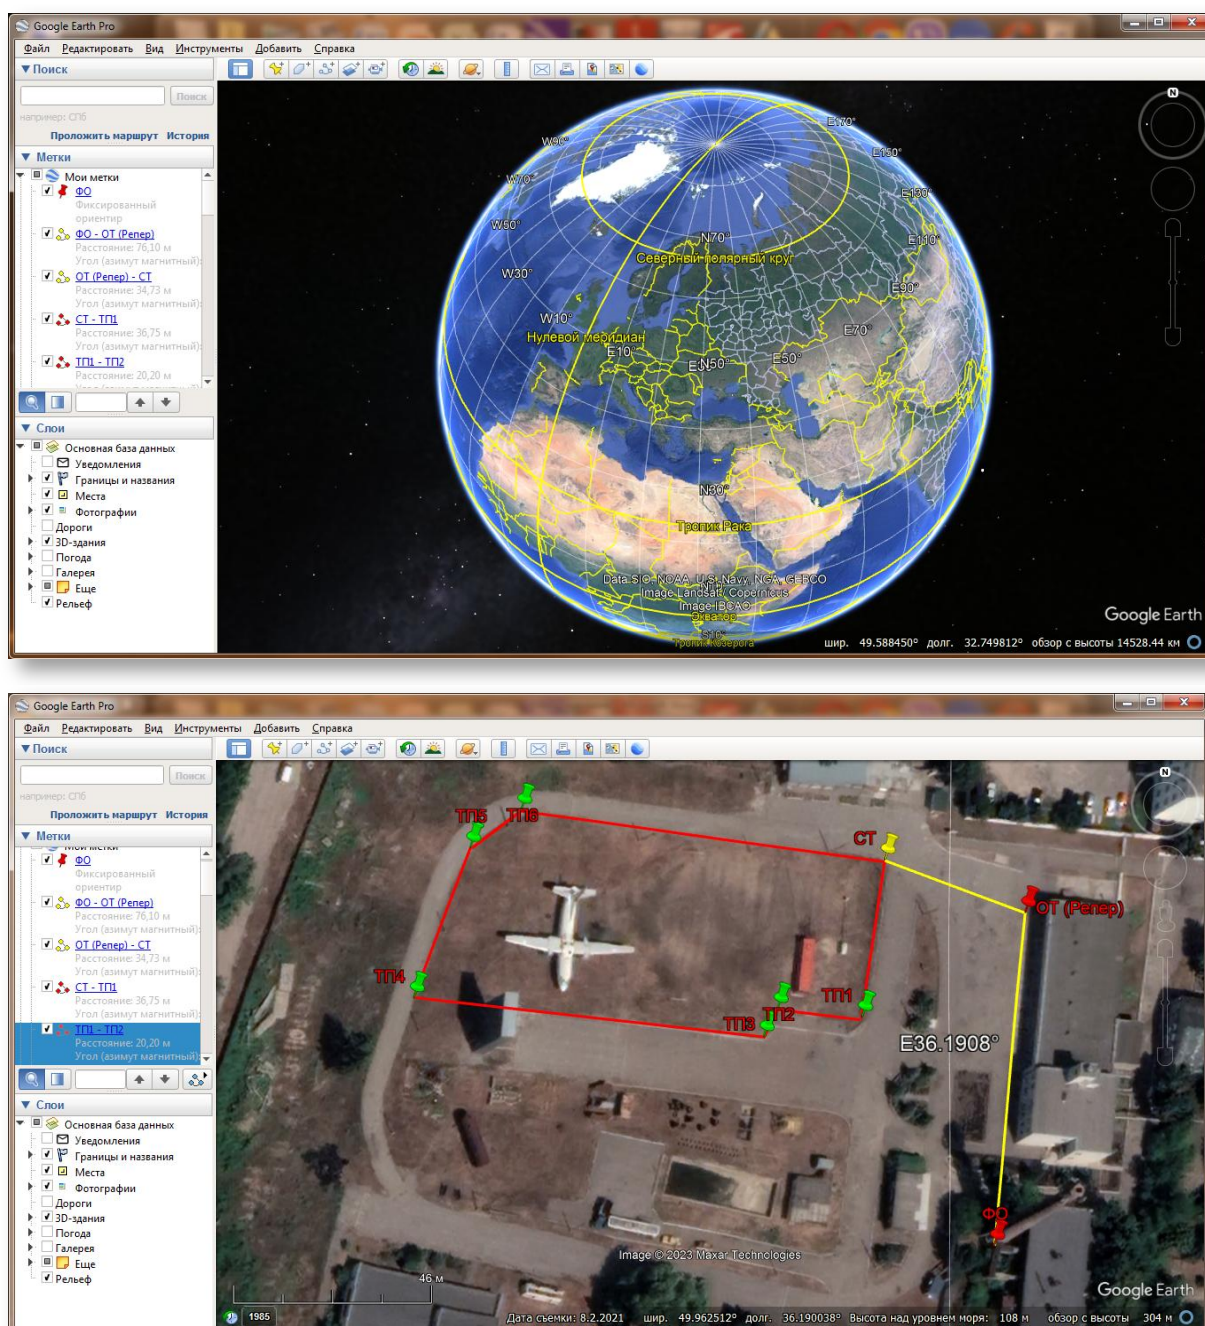 Google Earth Pro
Файл Редактировать Вид Инструменты Добавить Справка
Поиск
Поиск
например: СПб
Проложить маршрут История
Метки
Мои метки
ФО
Фиксированный
ориентир
ФО - ОТ (Репер)
Расстояние: 76,10 м
Угол (азимут магнитный):
ОТ (Репер) - СТ
Расстояние: 34,73 м
Угол (азимут магнитный):
СТ - ТП1
Расстояние: 36,75 м
Угол (азимут магнитный):
ТП1 - ТП2
Расстояние: 20,20 м
Слои
Основная база данных
Уведомления
Границы и названия
Места
Фотографии
Дороги
3D-здания
Погода
Галерея
Еще
Рельеф
N
E170°
W90°
E150°
W70°
E130°
W50°
N70°
E110°
Северный полярный круг
W30°
E90°
W10°
E70°
Нулевой меридиан
E10°
N50°
E50°
N30°
Тропик Рака
Data SIO, NOAA, U.S. Navy, NGA, GEBCO
Image Landsat / Copernicus
Image IBCAO
Экватор
Тропик Козерога
Google Earth
шир. 49.588450° долг. 32.749812° обзор с высоты 14528.44 км
Google Earth Pro
Файл Редактировать Вид Инструменты Добавить Справка
Поиск
Поиск
например: СПб
Проложить маршрут История
Метки
Мои метки
ФО
Фиксированный
ориентир
ФО - ОТ (Репер)
Расстояние: 76,10 м
Угол (азимут магнитный):
ОТ (Репер) - СТ
Расстояние: 34,73 м
Угол (азимут магнитный):
СТ - ТП1
Расстояние: 36,75 м
Угол (азимут магнитный):
ТП1 - ТП2
Расстояние: 20,20 м
Угол (азимут магнитный):
Слои
Основная база данных
Уведомления
Границы и названия
Места
Фотографии
Дороги
3D-здания
Погода
Галерея
Еще
Рельеф
N
ТП5 ТП6
СТ
ОТ (Репер)
ТП4
ТП1
ТП2
ТП3
E36.1908°
ФО
Image © 2023 Maxar Technologies
46 м
Google Earth
1985
Дата съемки: 8.2.2021 шир. 49.962512° долг. 36.190038° Высота над уровнем моря: 108 м обзор с высоты 304 м